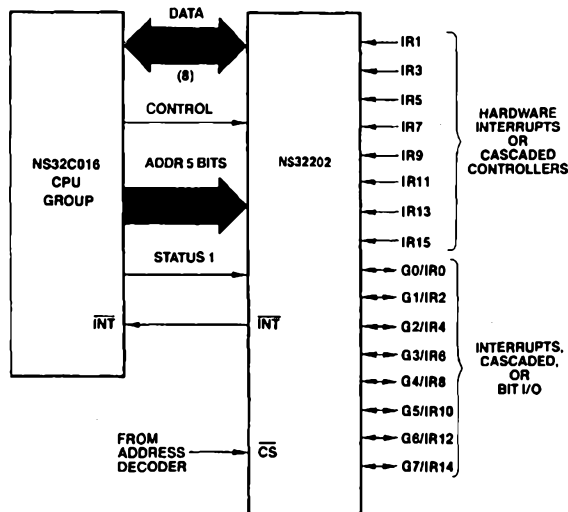 DATA
(8)
CONTROL
NS32C016
CPU
GROUP
ADDR 5 BITS
NS32202
STATUS 1
INT
INT
FROM
ADDRESS
DECODER
CS
IR1
IR3
IR5
IR7
IR9
IR11
IR13
IR15
HARDWARE
INTERRUPTS
OR
CASCADED
CONTROLLERS
G0/IR0
G1/IR2
G2/IR4
G3/IR6
G4/IR8
G5/IR10
G6/IR12
G7/IR14
INTERRUPTS,
CASCADED,
OR
BIT I/O